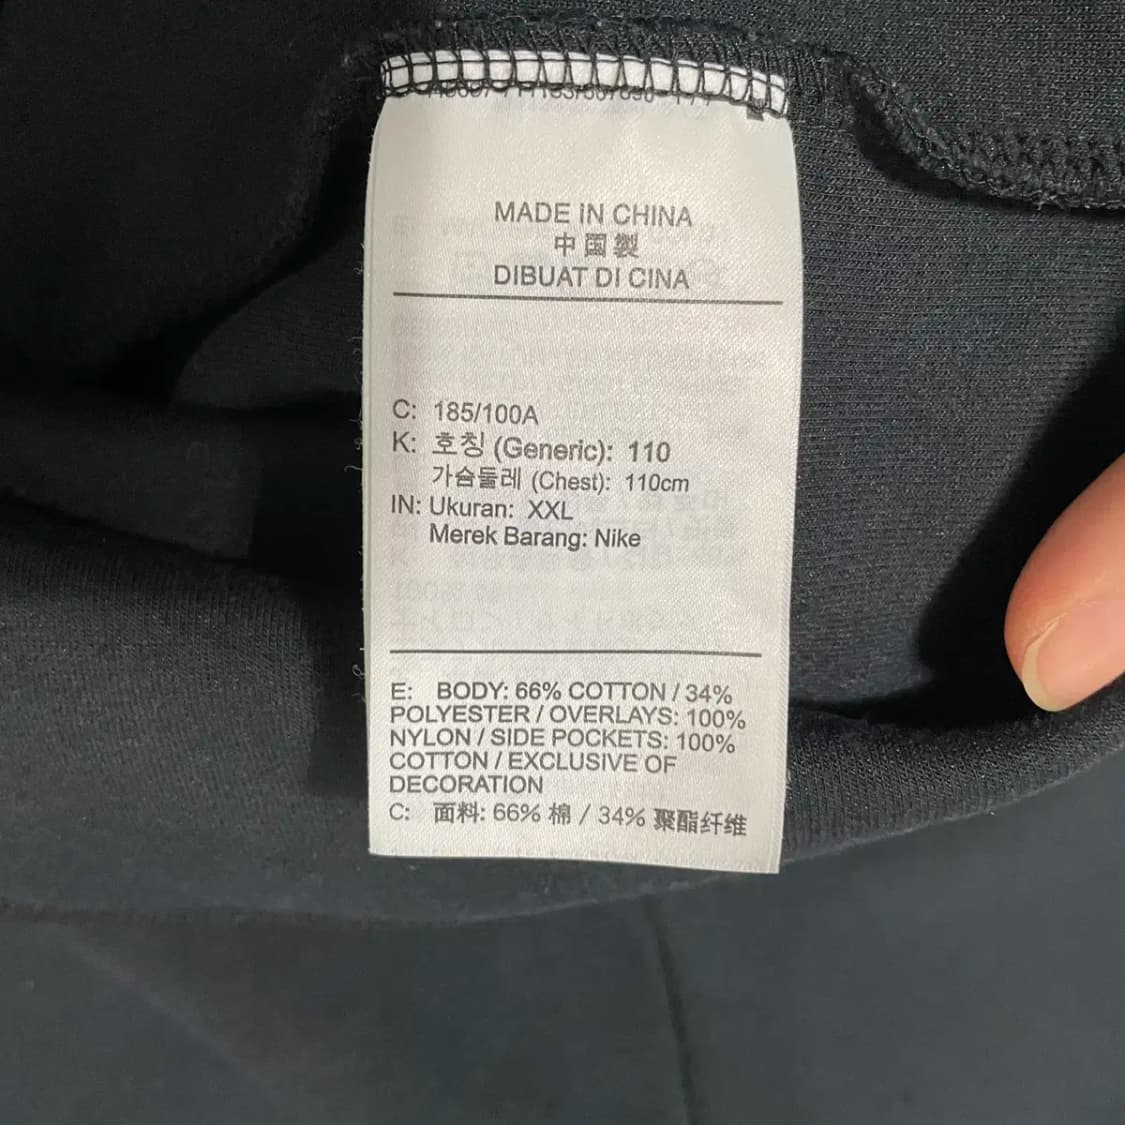 MADE IN CHINA
中国製
DIBUAT DI CINA
C: 185/100A
K: 호칭 (Generic): 110
가슴둘레 (Chest): 110cm
IN: Ukuran: XXL
Merek Barang: Nike
E: BODY: 66% COTTON / 34%
POLYESTER / OVERLAYS: 100%
NYLON / SIDE POCKETS: 100%
COTTON / EXCLUSIVE OF
DECORATION
C: 面料: 66% 棉 / 34% 聚酯纤维